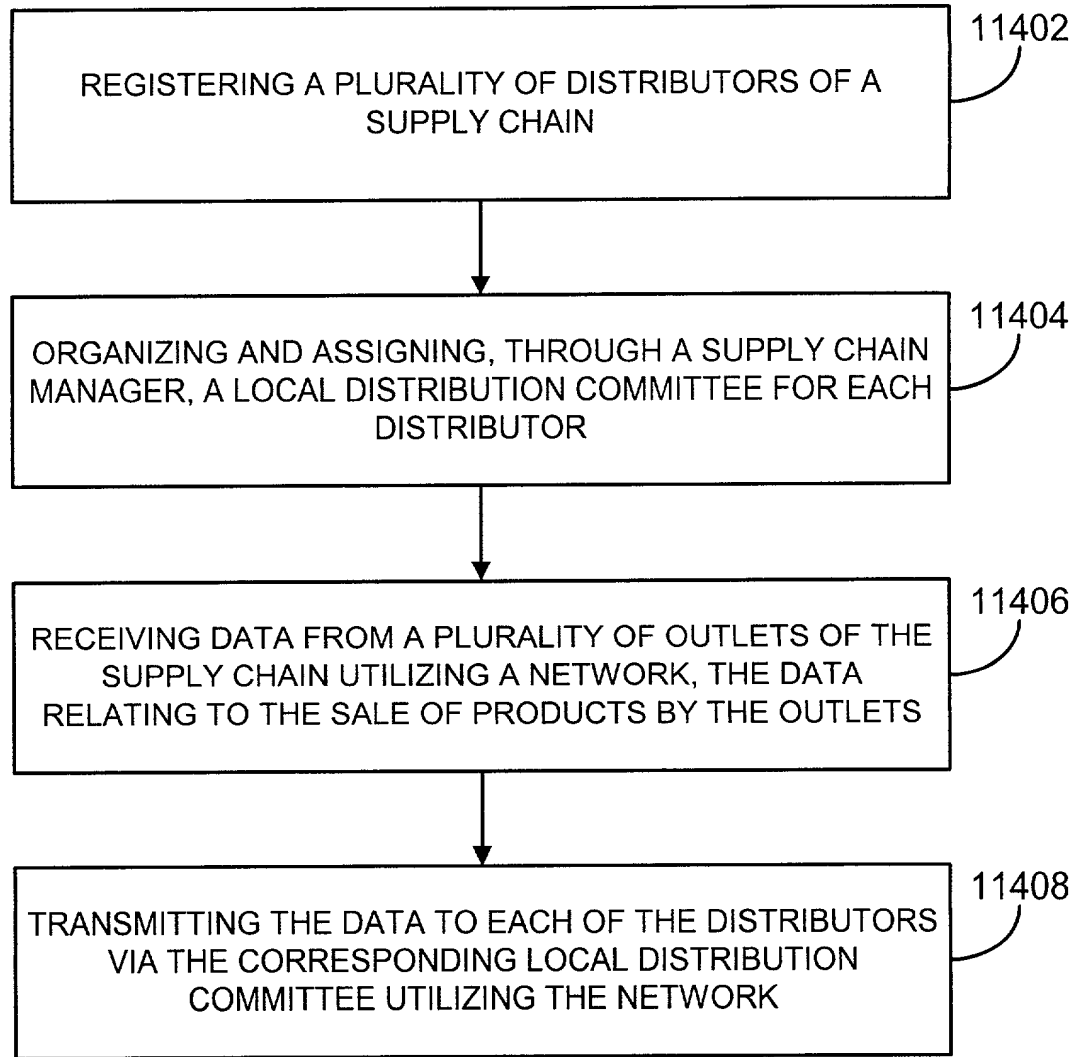 11402
REGISTERING A PLURALITY OF DISTRIBUTORS OF A
SUPPLY CHAIN
11404
ORGANIZING AND ASSIGNING, THROUGH A SUPPLY CHAIN
MANAGER, A LOCAL DISTRIBUTION COMMITTEE FOR EACH
DISTRIBUTOR
11406
RECEIVING DATA FROM A PLURALITY OF OUTLETS OF THE
SUPPLY CHAIN UTILIZING A NETWORK, THE DATA
RELATING TO THE SALE OF PRODUCTS BY THE OUTLETS
11408
TRANSMITTING THE DATA TO EACH OF THE DISTRIBUTORS
VIA THE CORRESPONDING LOCAL DISTRIBUTION
COMMITTEE UTILIZING THE NETWORK